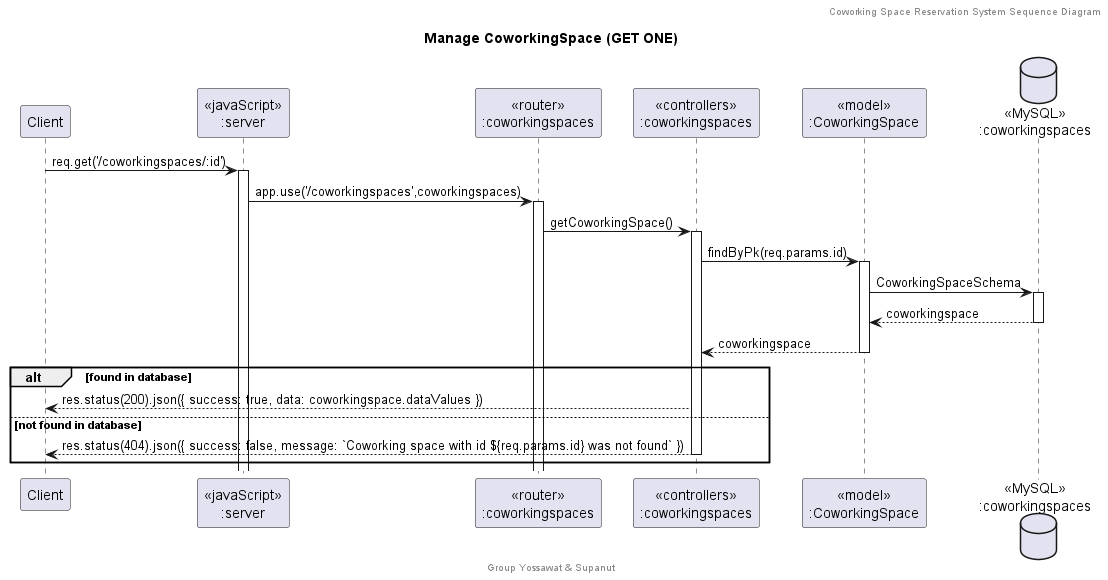 Coworking Space Reservation System Sequence Diagram
Manage CoworkingSpace (GET ONE)
Client
«javaScript»
:server
«router»
:coworkingspaces
«controllers»
:coworkingspaces
«model»
:CoworkingSpace
«MySQL»
:coworkingspaces
req.get('/coworkingspaces/:id')
app.use('/coworkingspaces',coworkingspaces)
getCoworkingSpace()
findByPk(req.params.id)
CoworkingSpaceSchema
coworkingspace
coworkingspace
alt [found in database]
res.status(200).json({ success: true, data: coworkingspace.dataValues })
[not found in database]
res.status(404).json({ success: false, message: `Coworking space with id ${req.params.id} was not found` })
Client
«javaScript»
:server
«router»
:coworkingspaces
«controllers»
:coworkingspaces
«model»
:CoworkingSpace
«MySQL»
:coworkingspaces
Group Yossawat & Supanut